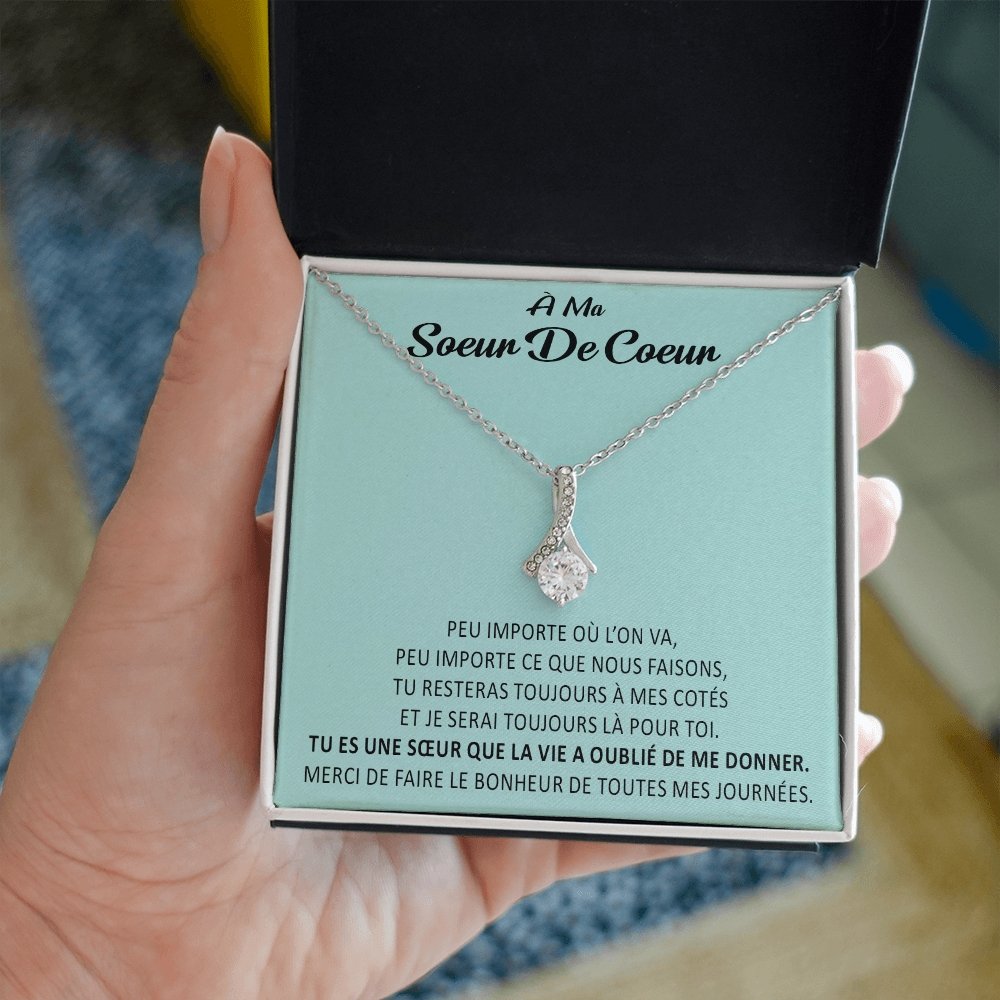 À Ma
Soeur De Coeur
PEU IMPORTE OÙ L’ON VA,
PEU IMPORTE CE QUE NOUS FAISONS,
TU RESTERAS TOUJOURS À MES COTÉS
ET JE SERAI TOUJOURS LÀ POUR TOI.
TU ES UNE SŒUR QUE LA VIE A OUBLIÉ DE ME DONNER.
MERCI DE FAIRE LE BONHEUR DE TOUTES MES JOURNÉES.